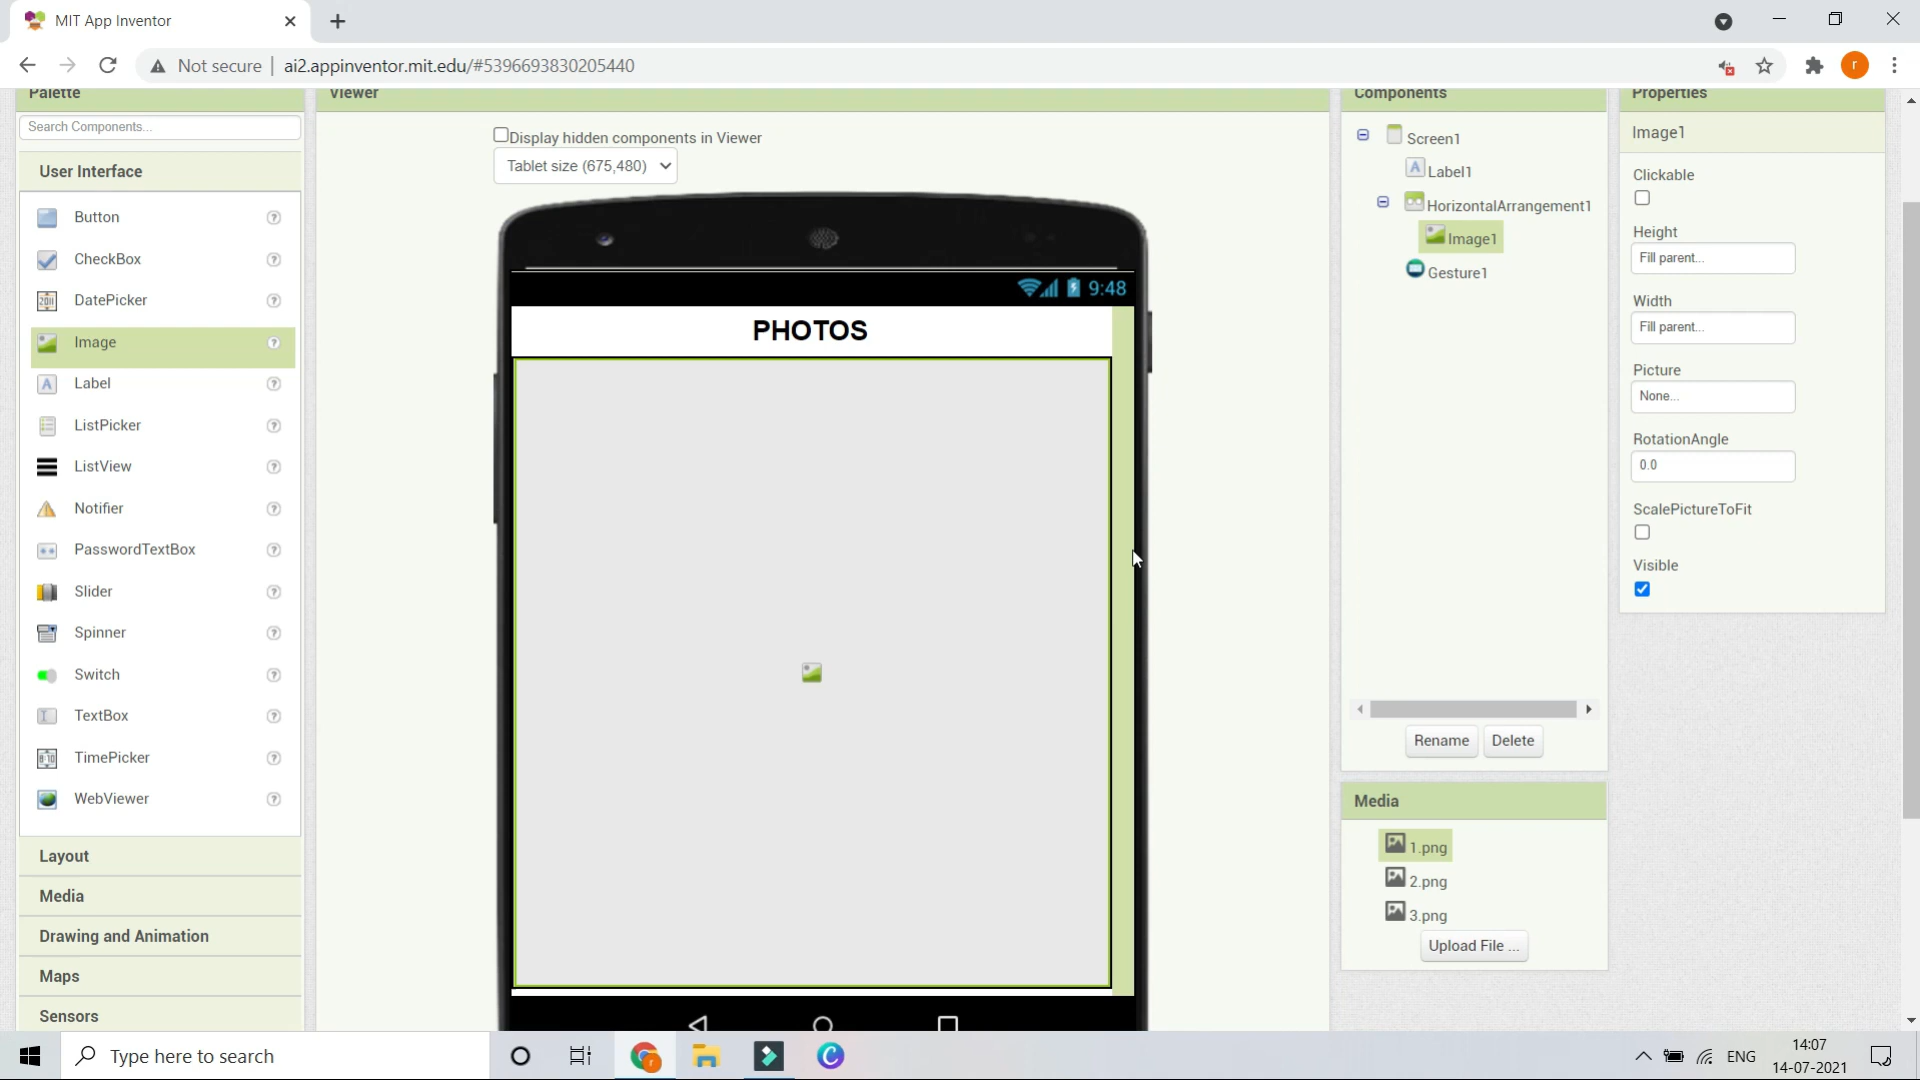 MIT App Inventor
Not secure
ai2.appinventor.mit.edu/#5396693830205440
r
Palette
Search Components...
User Interface
Button
CheckBox
DatePicker
Image
Label
ListPicker
ListView
Notifier
PasswordTextBox
Slider
Spinner
Switch
TextBox
TimePicker
WebViewer
Layout
Media
Drawing and Animation
Maps
Sensors
Viewer
Display hidden components in Viewer
Tablet size (675,480)
9:48
PHOTOS
Components
Screen1
Label1
HorizontalArrangement1
Image1
Gesture1
Rename
Delete
Media
1.png
2.png
3.png
Upload File ...
Properties
Image1
Clickable
Height
Fill parent...
Width
Fill parent...
Picture
None...
RotationAngle
0.0
ScalePictureToFit
Visible
Type here to search
ENG
14:07
14-07-2021